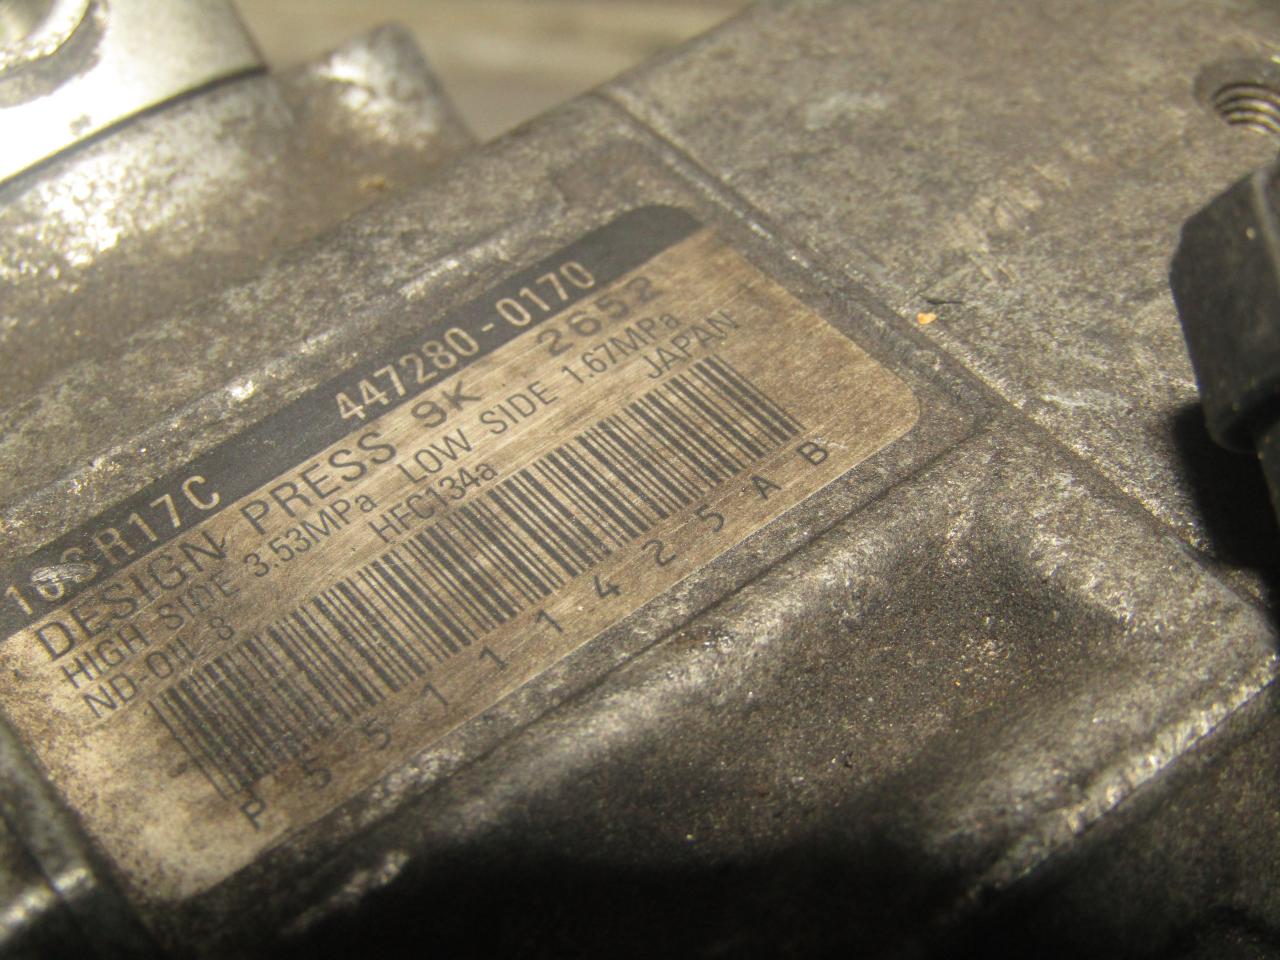 10SR17C 447280-0170
DESIGN PRESS 9K 2652
HIGH SIDE 3.53MPa LOW SIDE 1.67MPa
ND-OIL 8 HFC134a JAPAN
P 5 5 1 1 1 4 2 5 A B